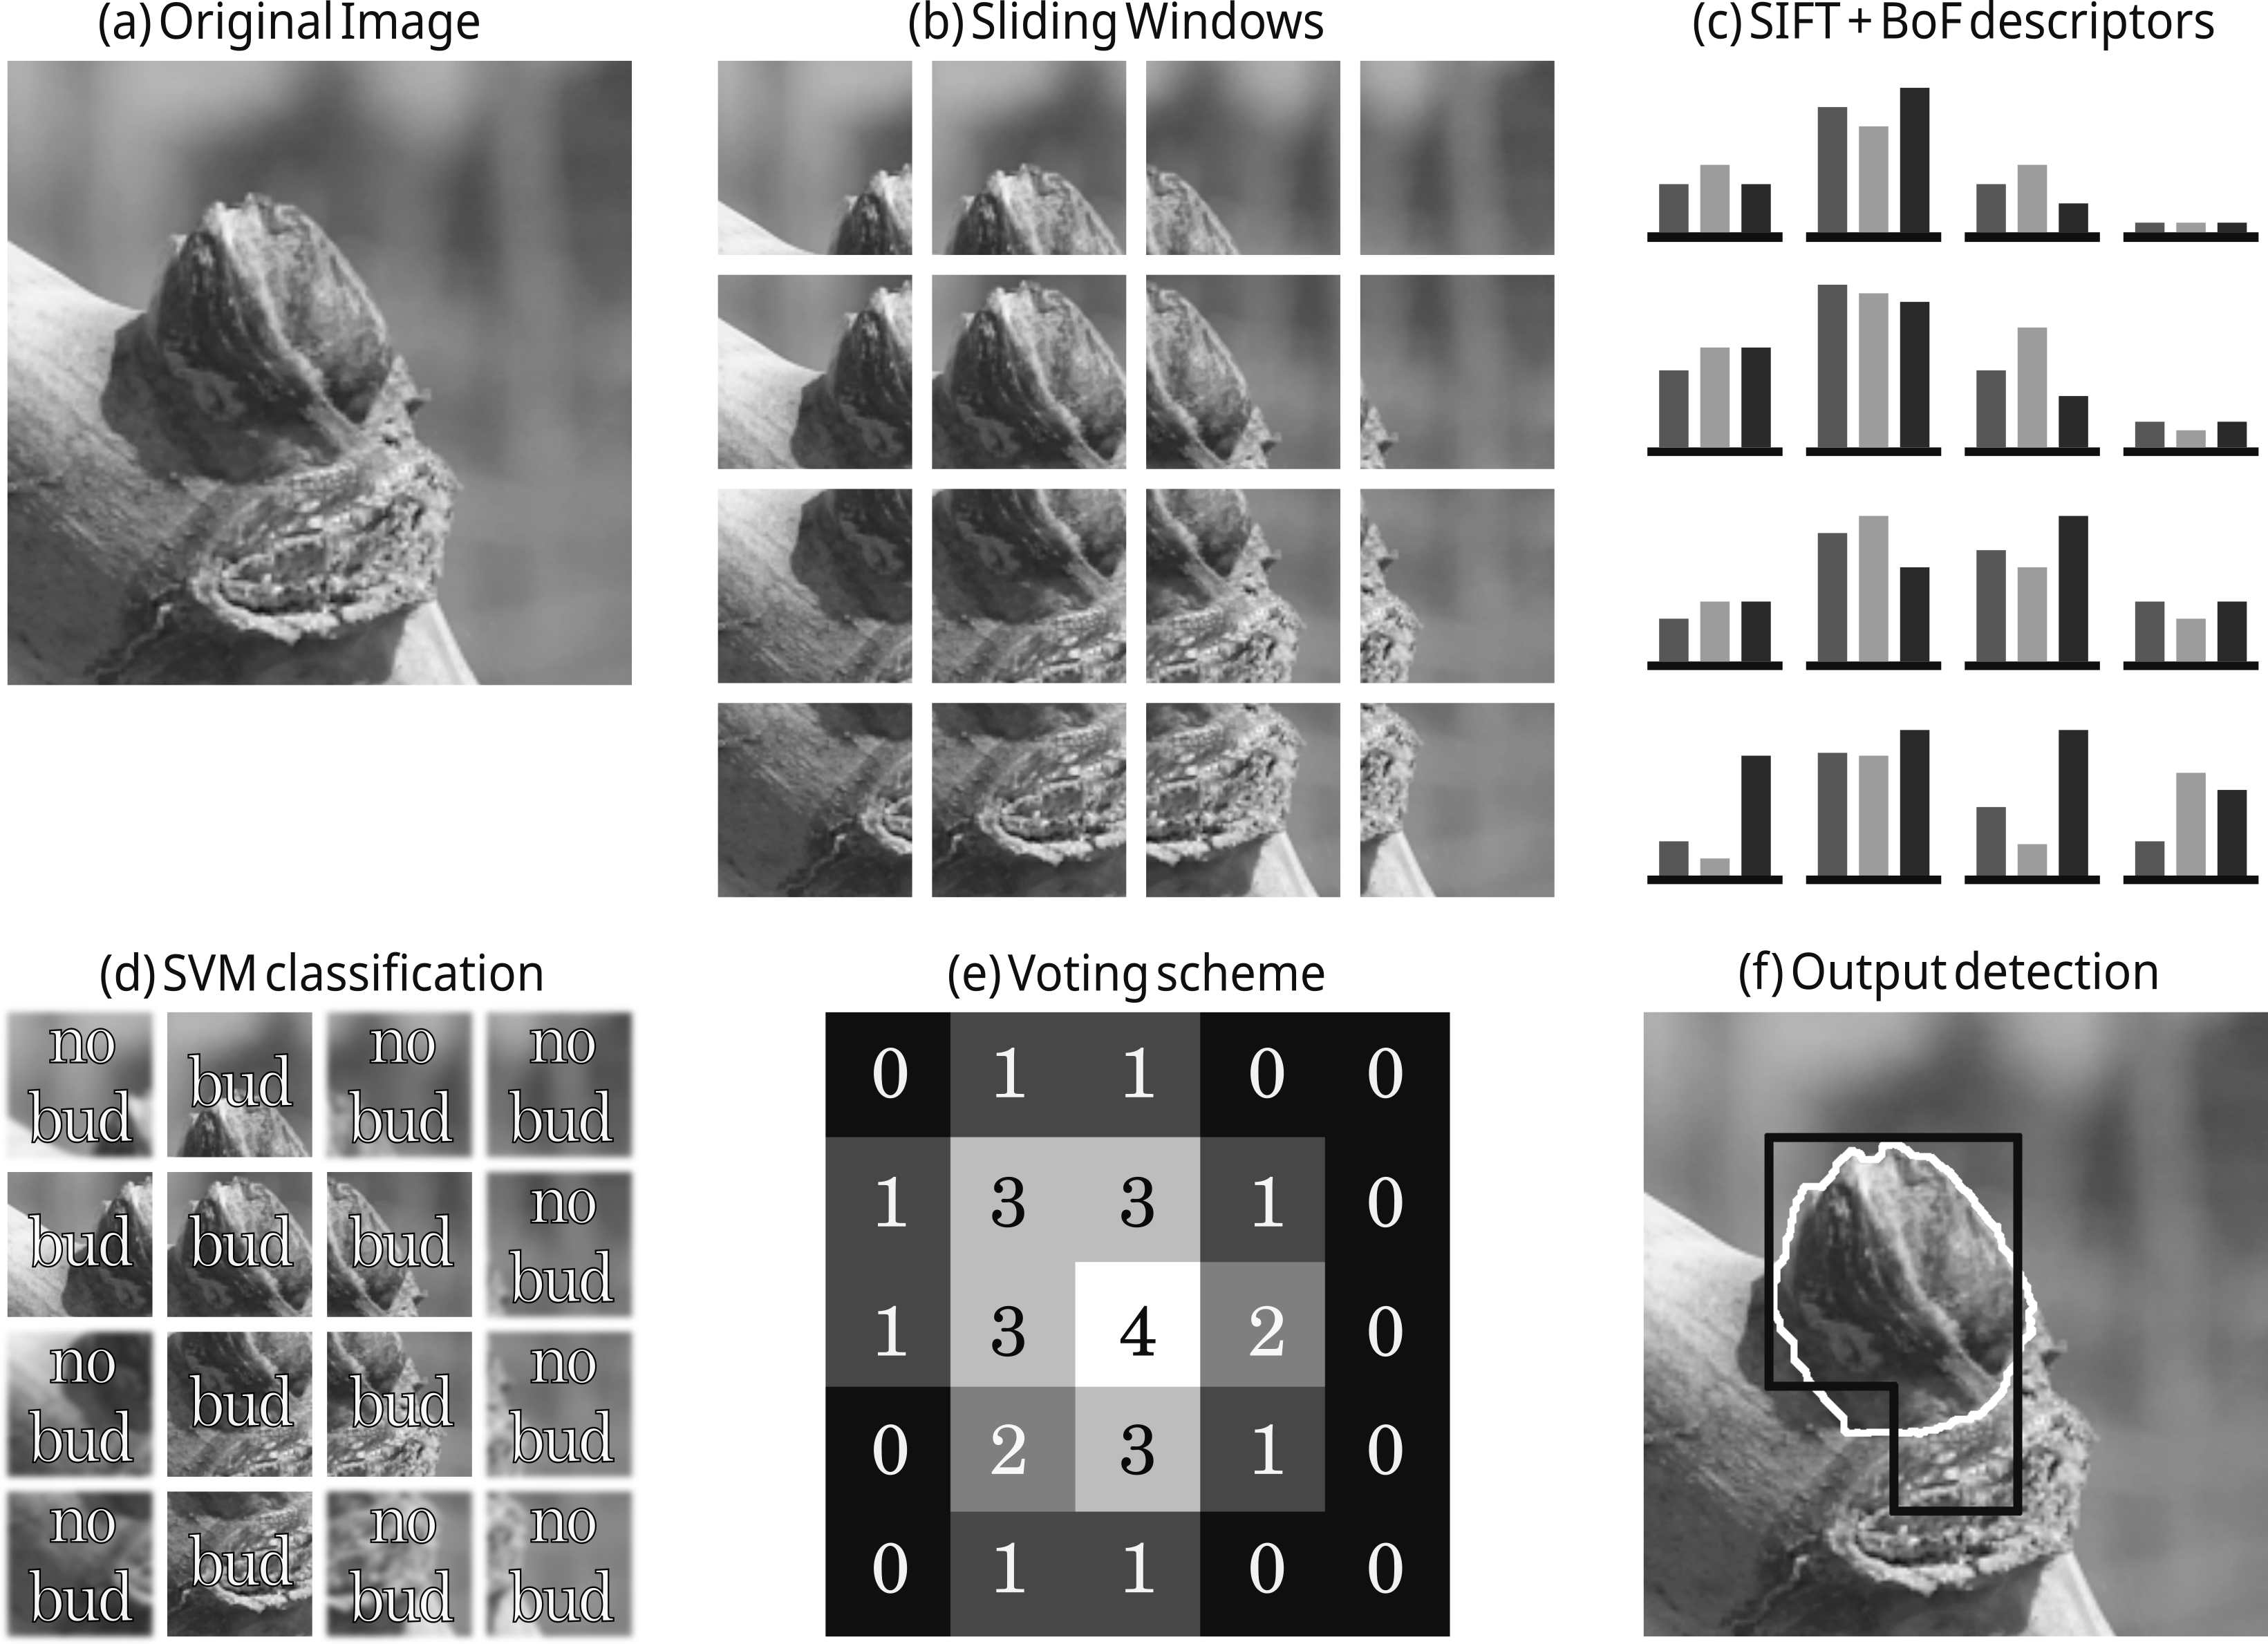 (a) Original Image
(b) Sliding Windows
(c) SIFT + BoF descriptors
(d) SVM classification
no bud
bud
no bud
no bud
bud
bud
bud
no bud
no bud
bud
bud
no bud
no bud
bud
no bud
no bud
(e) Voting scheme
0 1 1 0 0
1 3 3 1 0
1 3 4 2 0
0 2 3 1 0
0 1 1 0 0
(f) Output detection